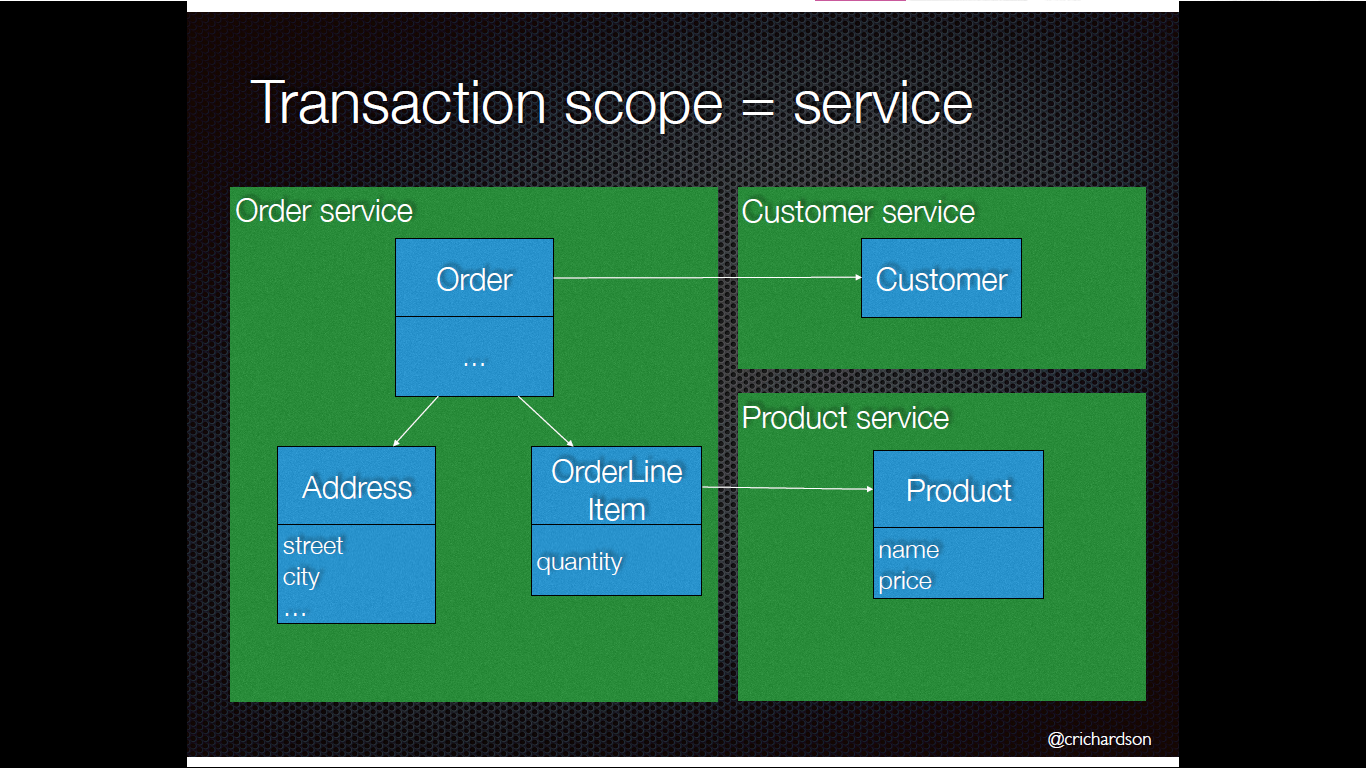 Transaction scope = service
Order service
Order
...
Address
street
city
...
OrderLine
Item
quantity
Customer service
Customer
Product service
Product
name
price
@crichardson